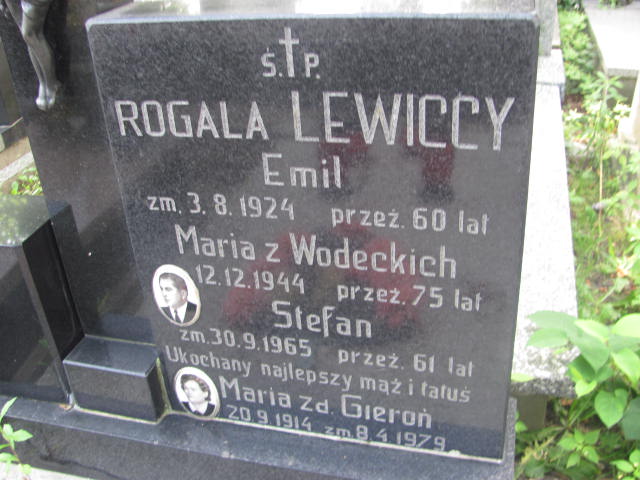 Ś.†P.
ROGALA LEWICCY
Emil
zm. 3. 8. 1924 przeż. 60 lat
Maria z Wodeckich
12.12.1944 przeż. 75 lat
Stefan
zm. 30.9.1965 przeż. 61 lat
Ukochany najlepszy mąż i tatuś
Maria zd. Gieroń
20.9.1914 zm. 8.4.1979